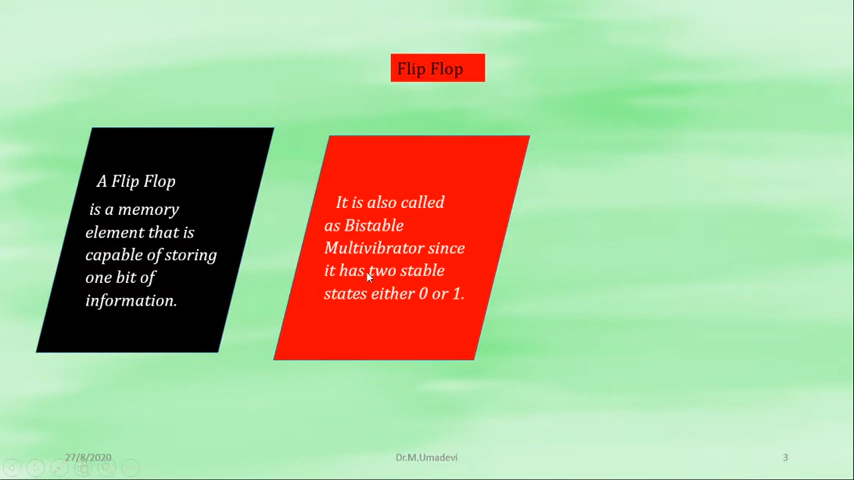 Flip Flop
A Flip Flop
is a memory
element that is
capable of storing
one bit of
information.
It is also called
as Bistable
Multivibrator since
it has two stable
states either 0 or 1.
27/8/2020
Dr.M.Umadevi
3